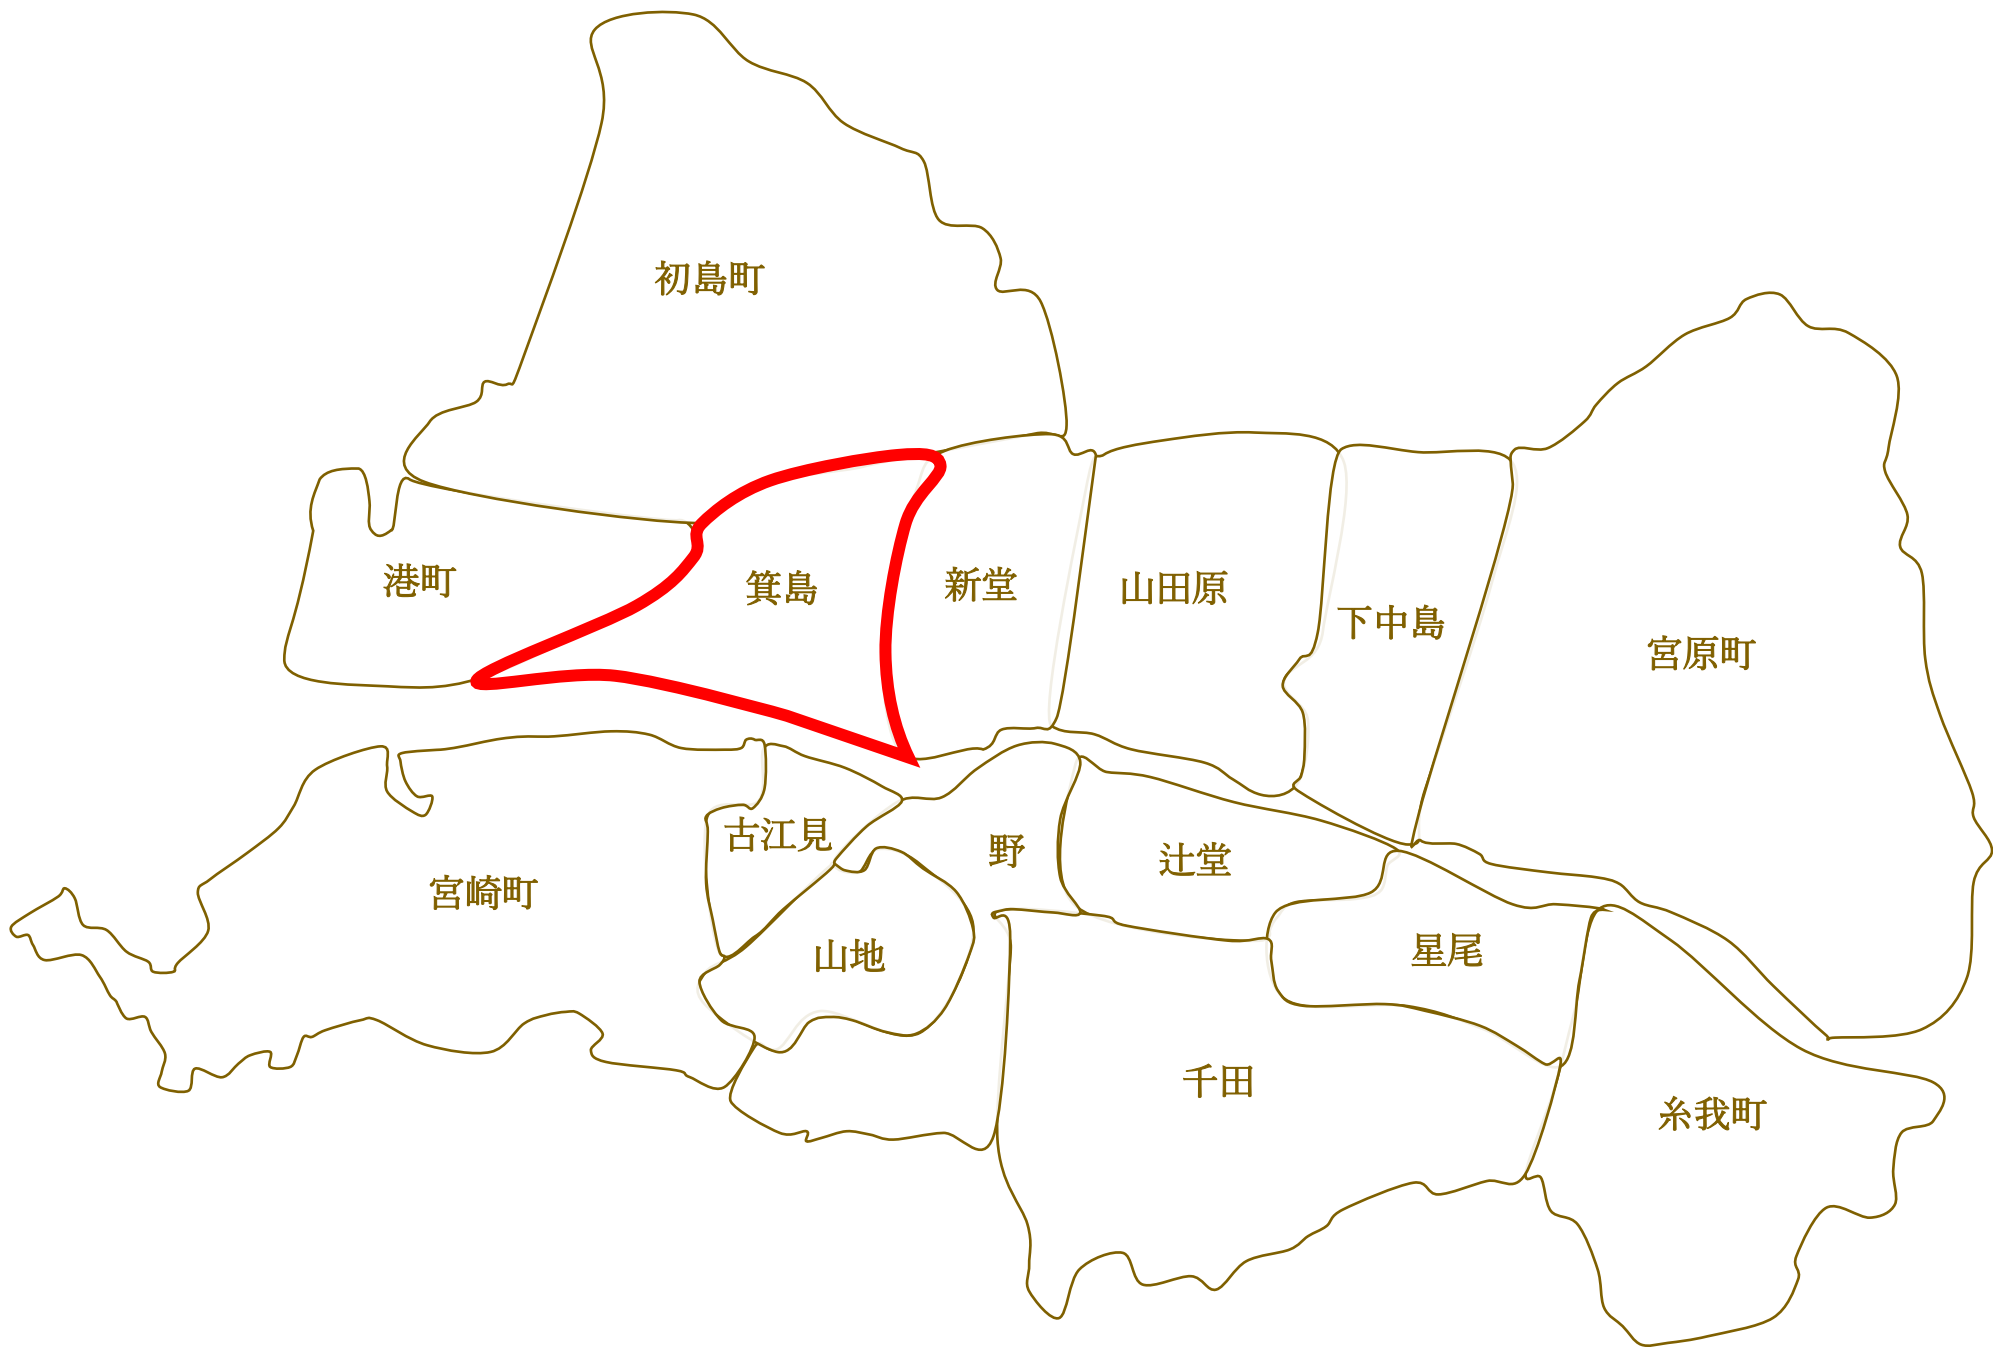 初島町
港町
箕島
新堂
山田原
下中島
宮原町
古江見
野
辻堂
宮崎町
山地
星尾
千田
糸我町